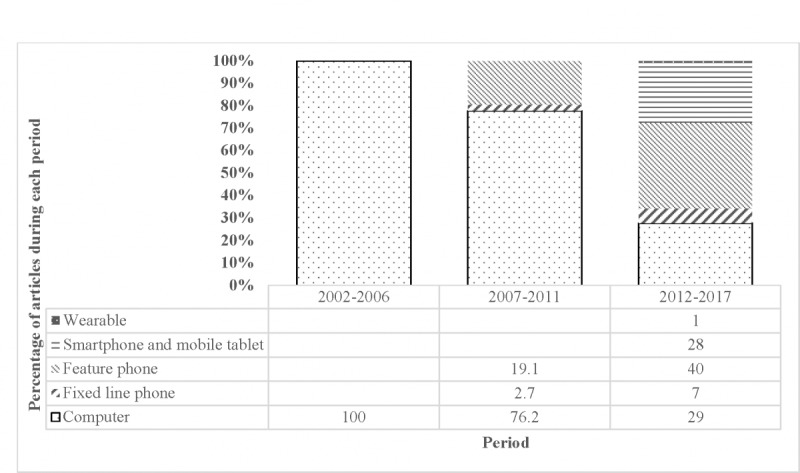 Percentage of articles during each period
100%
90%
80%
70%
60%
50%
40%
30%
20%
10%
0%
2002-2006 2007-2011 2012-2017
Wearable 1
Smartphone and mobile tablet 28
Feature phone 19.1 40
Fixed line phone 2.7 7
Computer 100 76.2 29
Period